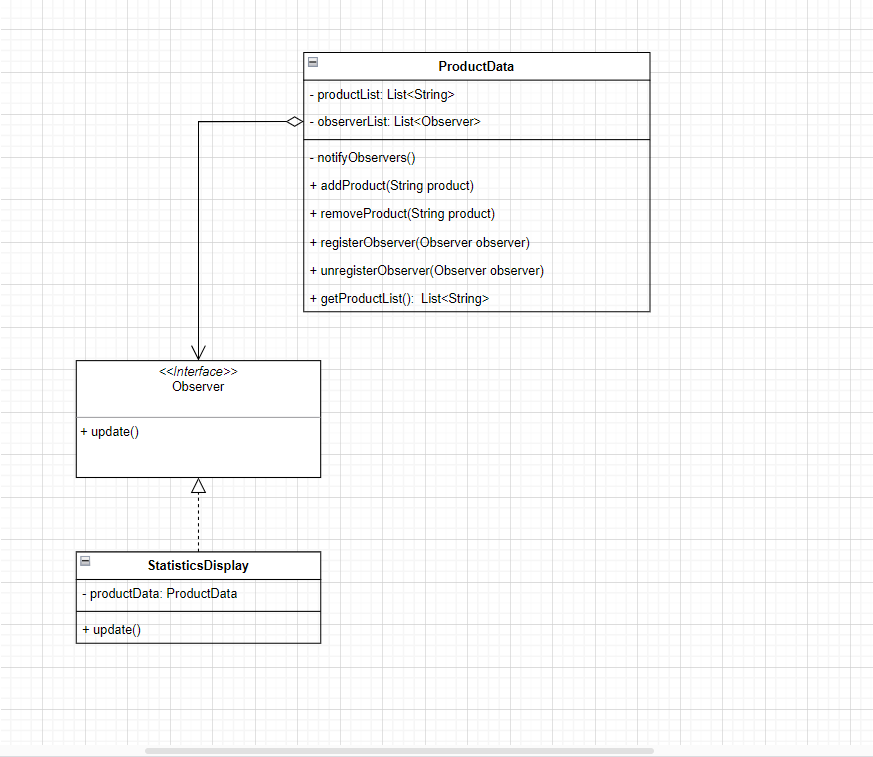 ProductData
- productList: List<String>
- observerList: List<Observer>
- notifyObservers()
+ addProduct(String product)
+ removeProduct(String product)
+ registerObserver(Observer observer)
+ unregisterObserver(Observer observer)
+ getProductList(): List<String>
<<Interface>>
Observer
+ update()
StatisticsDisplay
- productData: ProductData
+ update()